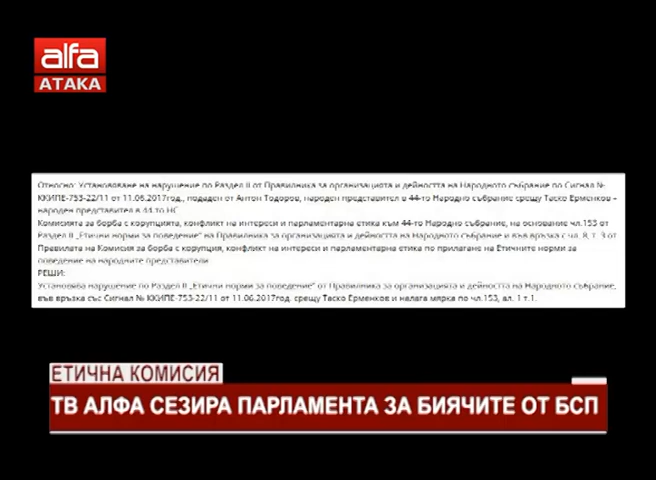 alfa
АТАКА
Относно: Установяване на нарушение по Раздел II от Правилника за организацията и дейността на Народното събрание по Сигнал №
ККИПЕ-753-22/11 от 11.06.2017год., подаден от Антон Тодоров, народен представител в 44-то Народно събрание срещу Таско Ерменков –
народен представител в 44-то НС
Комисията за борба с корупцията, конфликт на интереси и парламентарна етика към 44-то Народно събрание, на основание чл.153 от
Раздел II „Етични норми за поведение" на Правилника за организацията и дейността на Народното събрание и във връзка с чл. 8, т. 3 от
Правилата на Комисия за борба с корупция, конфликт на интереси и парламентарна етика по прилагане на Етичните норми за
поведение на народните представители
РЕШИ:
Установява нарушение по Раздел II „Етични норми за поведение" от Правилника за организацията и дейността на Народното събрание,
във връзка със Сигнал № ККИПЕ-753-22/11 от 11.06.2017год. срещу Таско Ерменков и налага мярка по чл.153, ал. 1 т.1.
ЕТИЧНА КОМИСИЯ
ТВ АЛФА СЕЗИРА ПАРЛАМЕНТА ЗА БИЯЧИТЕ ОТ БСП